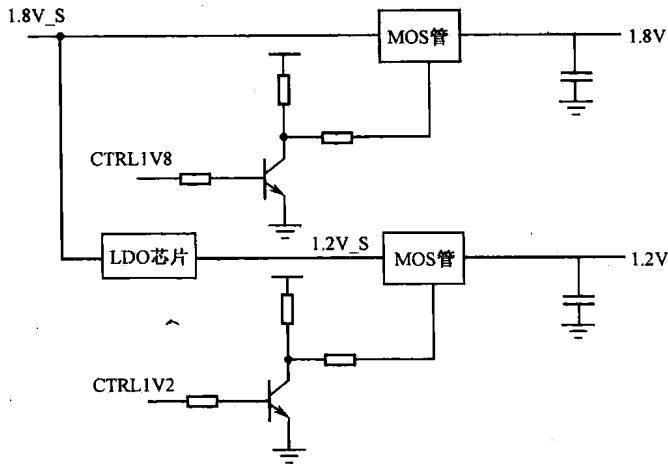 1.8V_S
MOS管
1.8V
CTRL1V8
LDO芯片
1.2V_S
MOS管
1.2V
CTRL1V2